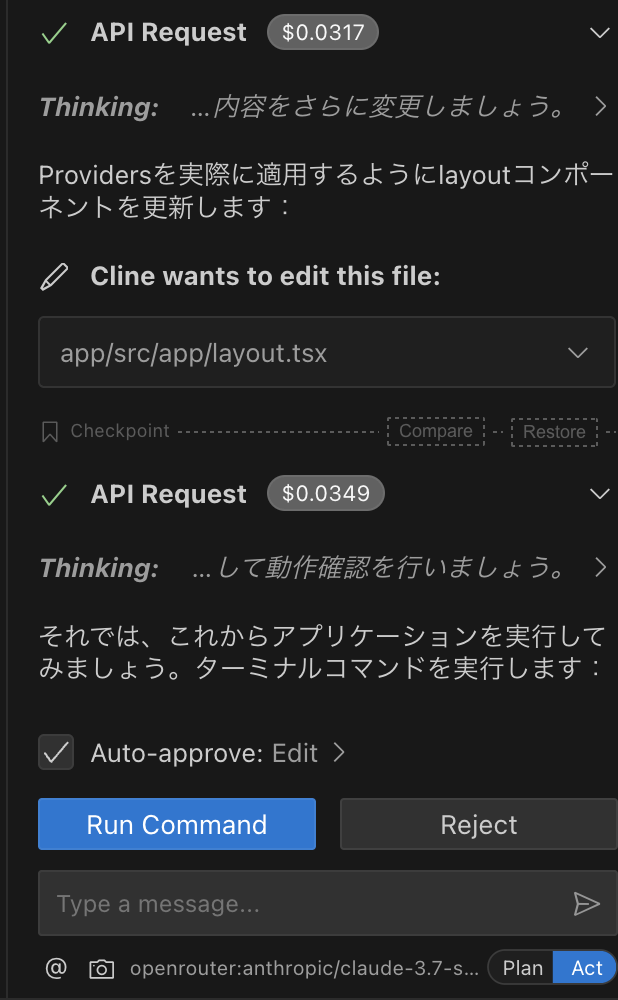 API Request $0.0317
Thinking: ...内容をさらに変更しましょう。
Providersを実際に適用するようにlayoutコンポー
ネントを更新します：
Cline wants to edit this file:
app/src/app/layout.tsx
Checkpoint Compare Restore
API Request $0.0349
Thinking: ...して動作確認を行いましょう。
それでは、これからアプリケーションを実行して
みましょう。ターミナルコマンドを実行します：
Auto-approve: Edit
Run Command Reject
Type a message...
@ openrouter:anthropic/claude-3.7-s... Plan Act